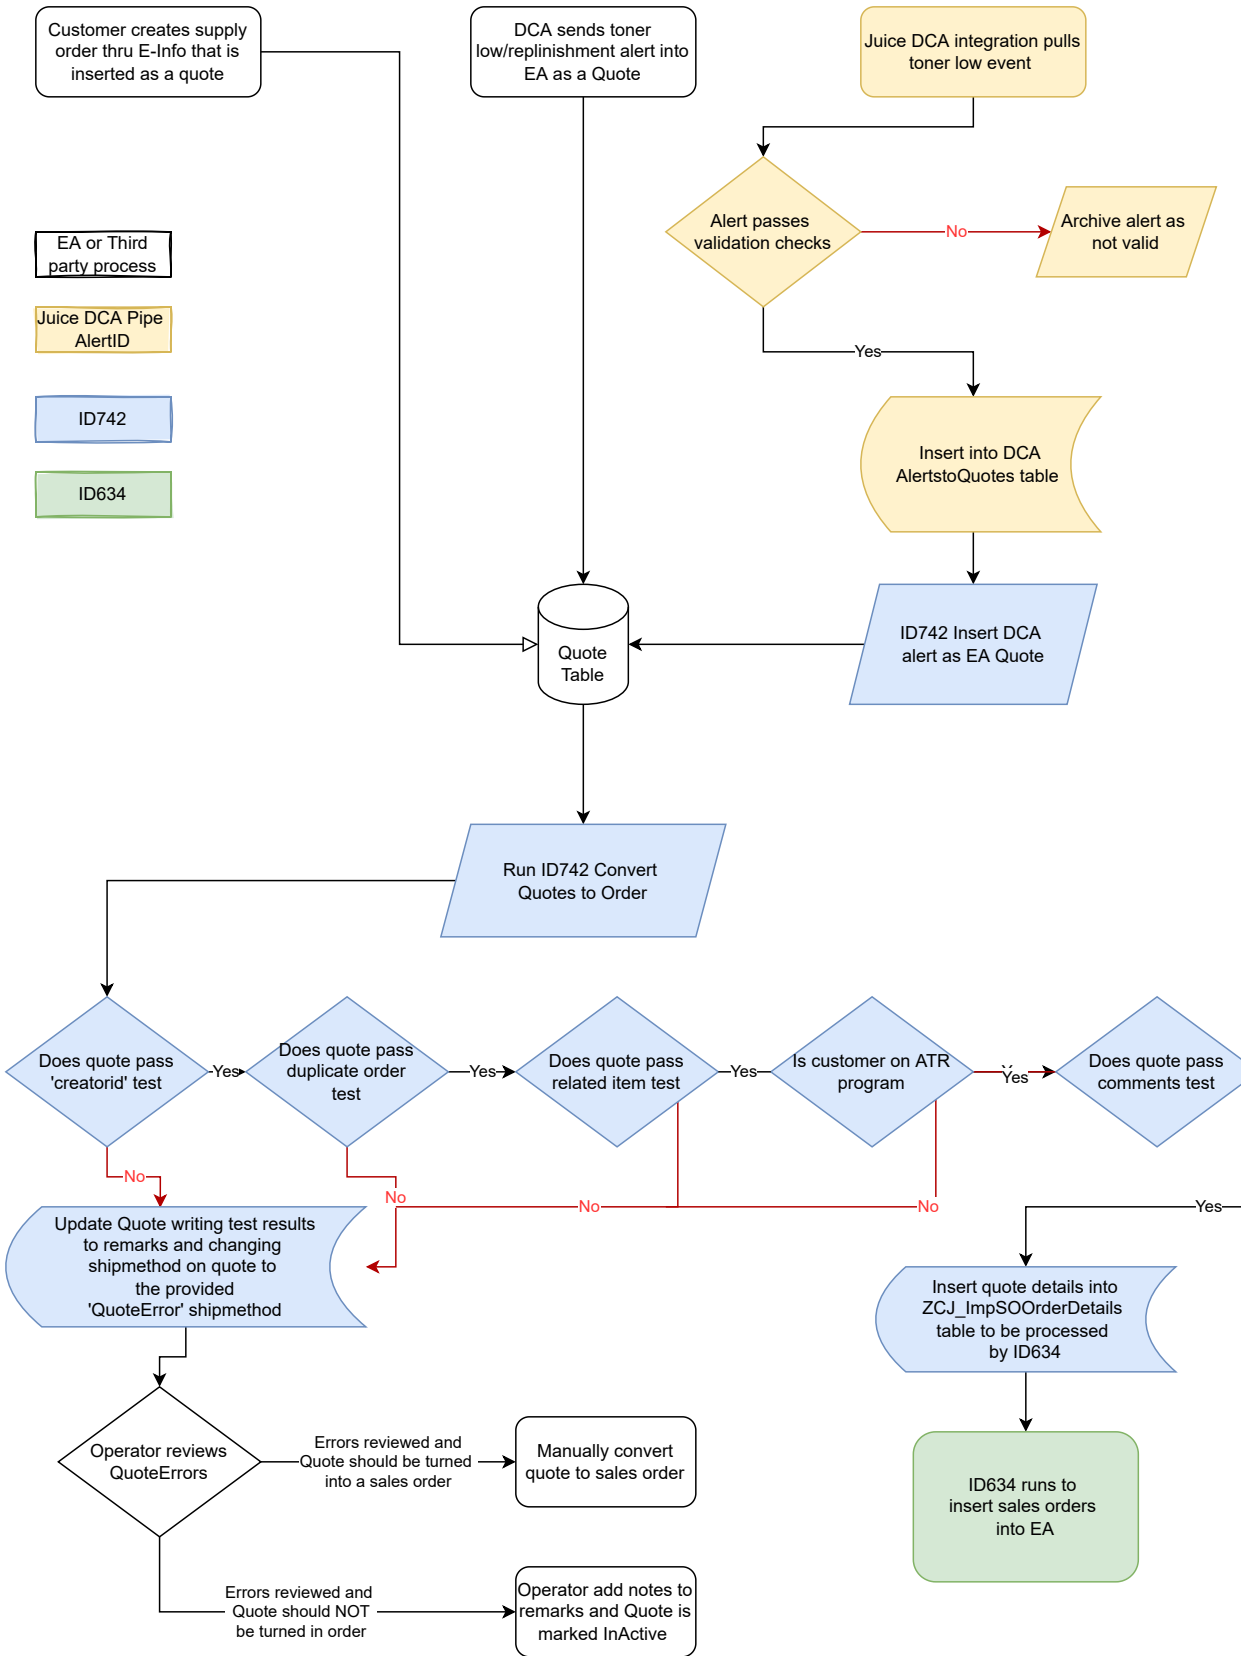 Customer creates supply
order thru E-Info that is
inserted as a quote
DCA sends toner
low/replinishment alert into
EA as a Quote
Juice DCA integration pulls
toner low event
Alert passes
validation checks
No
Archive alert as
not valid
EA or Third
party process
Juice DCA Pipe
AlertID
Yes
ID742
Insert into DCA
AlertstoQuotes table
ID634
Quote
Table
ID742 Insert DCA
alert as EA Quote
Run ID742 Convert
Quotes to Order
Does quote pass
'creatorid' test
Yes
Does quote pass
duplicate order
test
Yes
Does quote pass
related item test
Yes
Is customer on ATR
program
Yes
Does quote pass
comments test
No
No
No
No
Yes
Update Quote writing test results
to remarks and changing
shipmethod on quote to
the provided
'QuoteError' shipmethod
Insert quote details into
ZCJ_ImpSOOrderDetails
table to be processed
by ID634
Operator reviews
QuoteErrors
Errors reviewed and
Quote should be turned
into a sales order
Manually convert
quote to sales order
ID634 runs to
insert sales orders
into EA
Errors reviewed and
Quote should NOT
be turned in order
Operator add notes to
remarks and Quote is
marked InActive